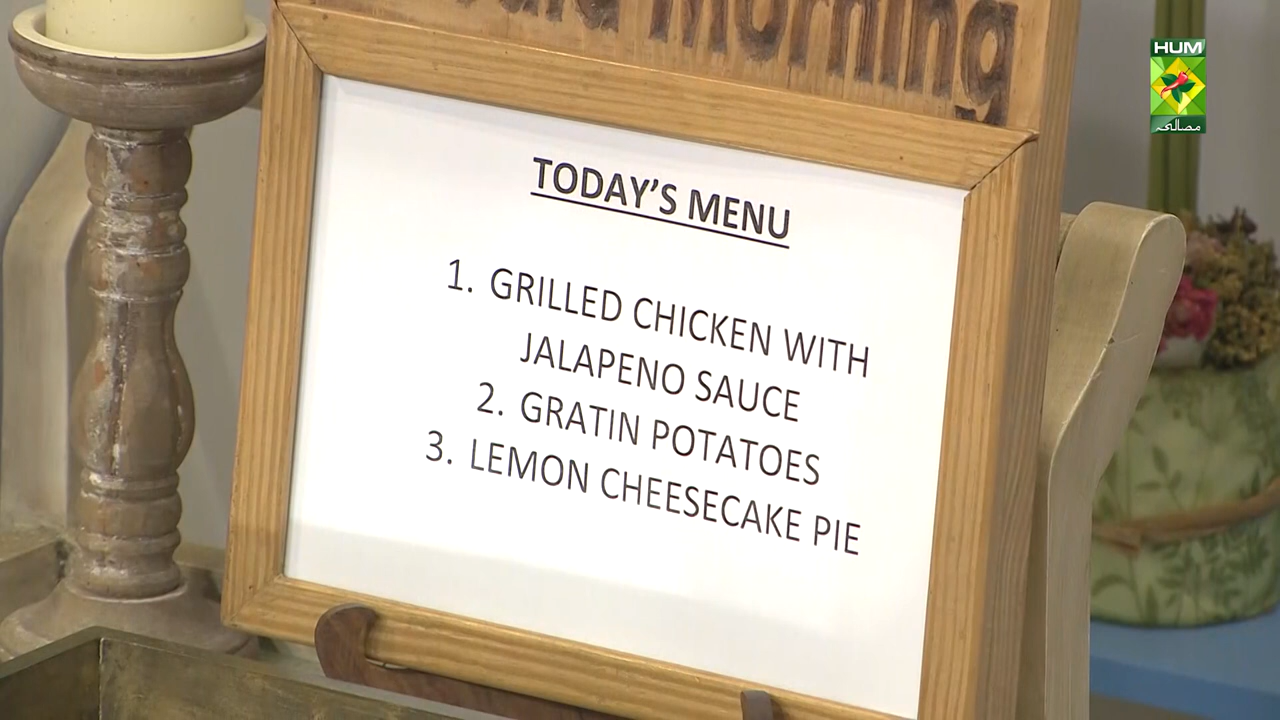 Morning
HUM
مصالحہ
TODAY'S MENU
1. GRILLED CHICKEN WITH
JALAPENO SAUCE
2. GRATIN POTATOES
3. LEMON CHEESECAKE PIE